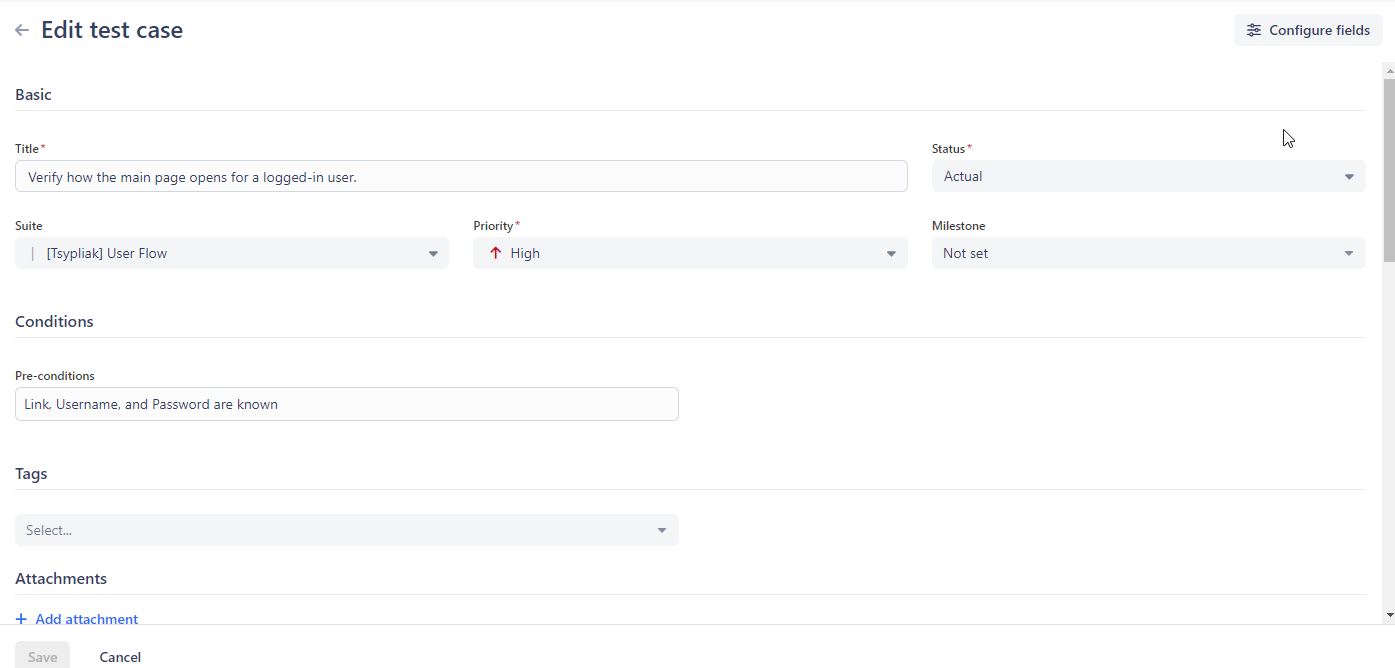 Edit test case
Configure fields
Basic
Title*
Status*
Verify how the main page opens for a logged-in user.
Actual
Suite
Priority*
Milestone
[Tsypliak] User Flow
High
Not set
Conditions
Pre-conditions
Link, Username, and Password are known
Tags
Select...
Attachments
+ Add attachment
Save
Cancel